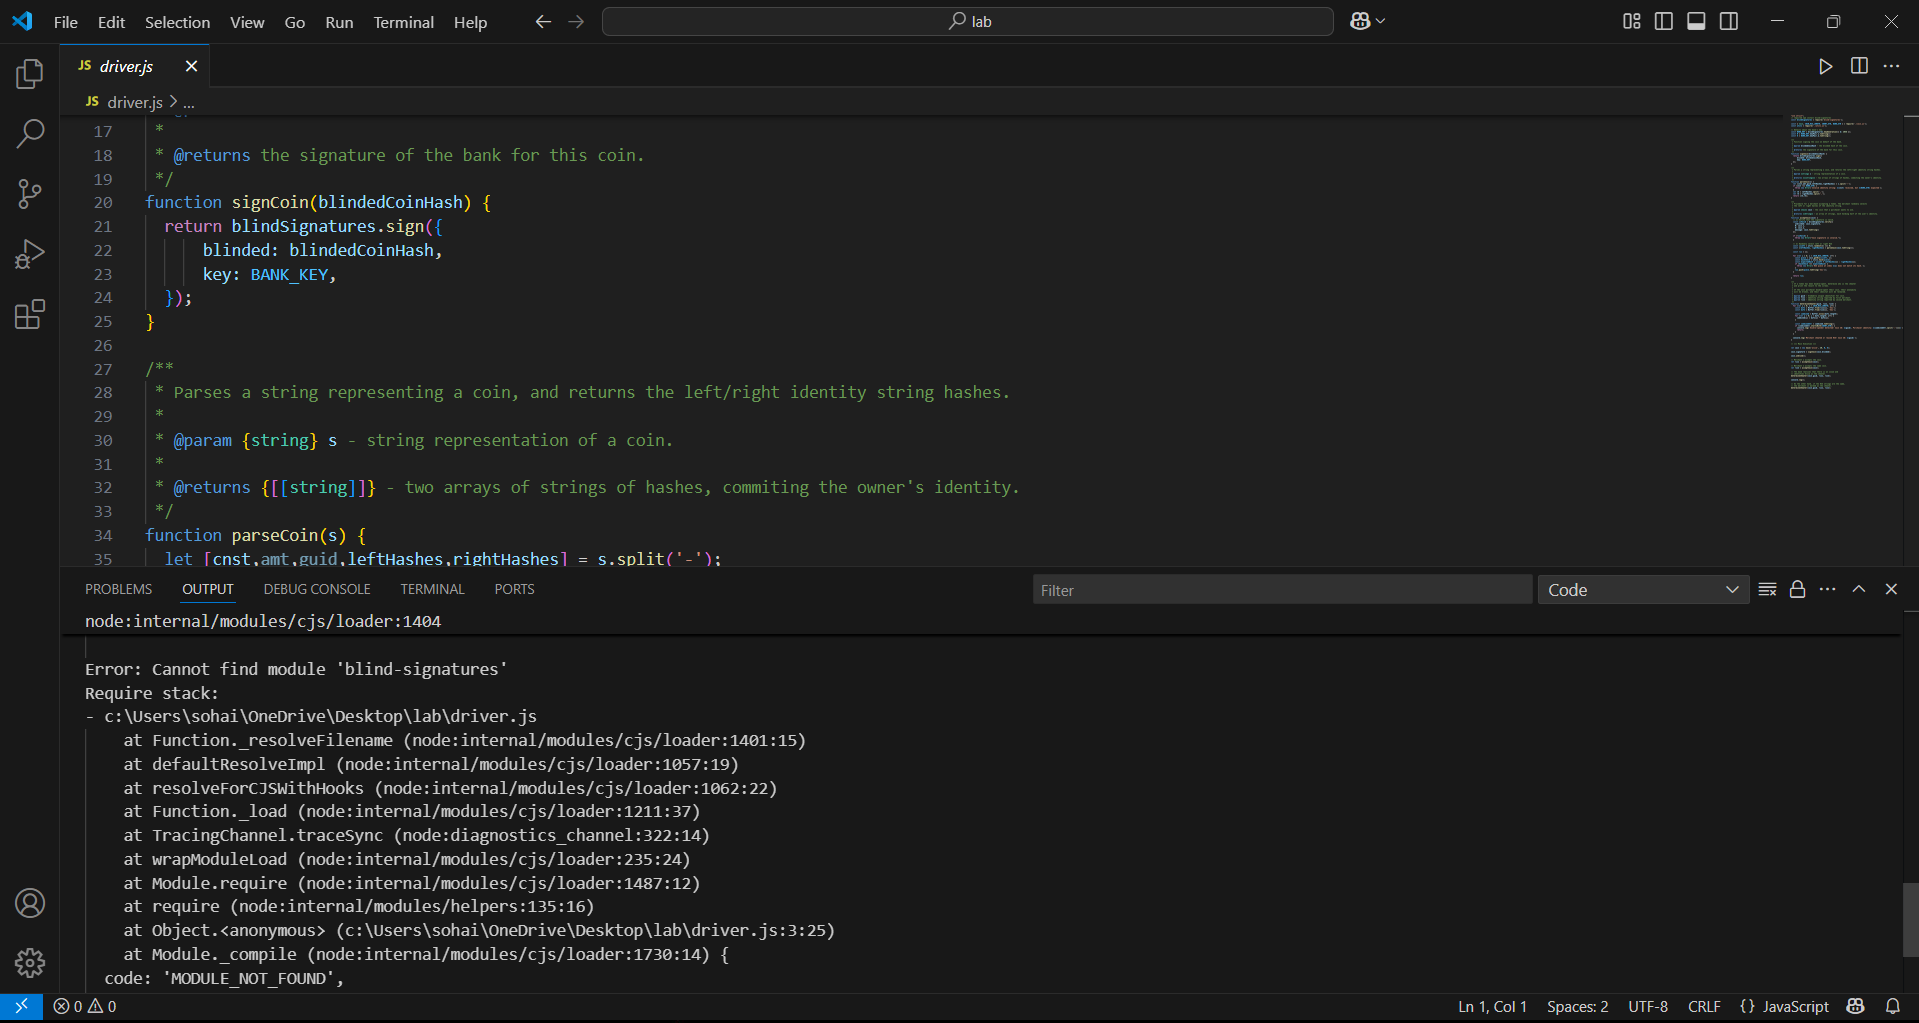 File Edit Selection View Go Run Terminal Help
lab
JS driver.js
JS driver.js > ...
17 *
18 * @returns the signature of the bank for this coin.
19 */
20 function signCoin(blindedCoinHash) {
21 return blindSignatures.sign({
22 blinded: blindedCoinHash,
23 key: BANK_KEY,
24 });
25 }
26
27 /**
28 * Parses a string representing a coin, and returns the left/right identity string hashes.
29 *
30 * @param {string} s - string representation of a coin.
31 *
32 * @returns {[[string]]} - two arrays of strings of hashes, commiting the owner's identity.
33 */
34 function parseCoin(s) {
35 let [cnst,amt,guid,leftHashes,rightHashes] = s.split('-');
PROBLEMS OUTPUT DEBUG CONSOLE TERMINAL PORTS Filter Code
node:internal/modules/cjs/loader:1404
Error: Cannot find module 'blind-signatures'
Require stack:
- c:\Users\sohai\OneDrive\Desktop\lab\driver.js
at Function._resolveFilename (node:internal/modules/cjs/loader:1401:15)
at defaultResolveImpl (node:internal/modules/cjs/loader:1057:19)
at resolveForCJSWithHooks (node:internal/modules/cjs/loader:1062:22)
at Function._load (node:internal/modules/cjs/loader:1211:37)
at TracingChannel.traceSync (node:diagnostics_channel:322:14)
at wrapModuleLoad (node:internal/modules/cjs/loader:235:24)
at Module.require (node:internal/modules/cjs/loader:1487:12)
at require (node:internal/modules/helpers:135:16)
at Object.<anonymous> (c:\Users\sohai\OneDrive\Desktop\lab\driver.js:3:25)
at Module._compile (node:internal/modules/cjs/loader:1730:14) {
code: 'MODULE_NOT_FOUND',
0 0 Ln 1, Col 1 Spaces: 2 UTF-8 CRLF {} JavaScript